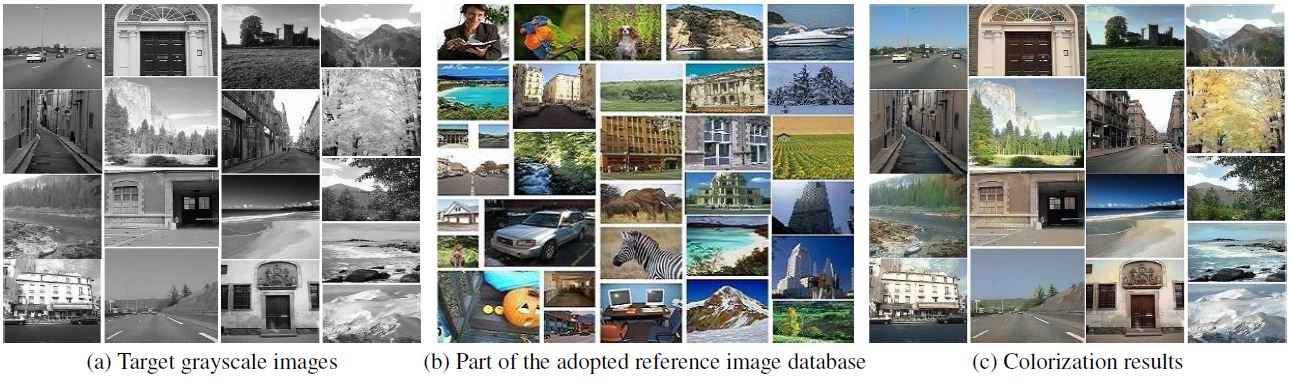 (a) Target grayscale images
(b) Part of the adopted reference image database
(c) Colorization results